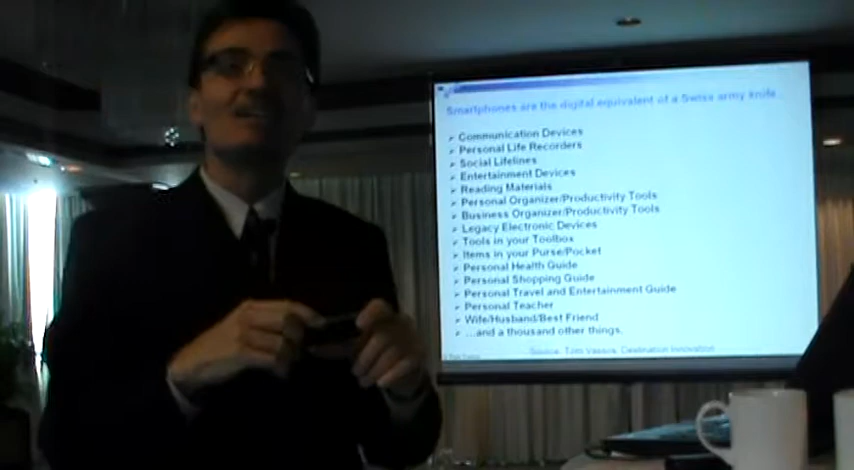 Smartphones are the digital equivalent of a Swiss army knife...
➢ Communication Devices
➢ Personal Life Recorders
➢ Social Lifelines
➢ Entertainment Devices
➢ Reading Materials
➢ Personal Organizer/Productivity Tools
➢ Business Organizer/Productivity Tools
➢ Legacy Electronic Devices
➢ Tools in your Toolbox
➢ Items in your Purse/Pocket
➢ Personal Health Guide
➢ Personal Shopping Guide
➢ Personal Travel and Entertainment Guide
➢ Personal Teacher
➢ Wife/Husband/Best Friend
➢ ...and a thousand other things.
Source: Tom Vassos, Destination Innovation